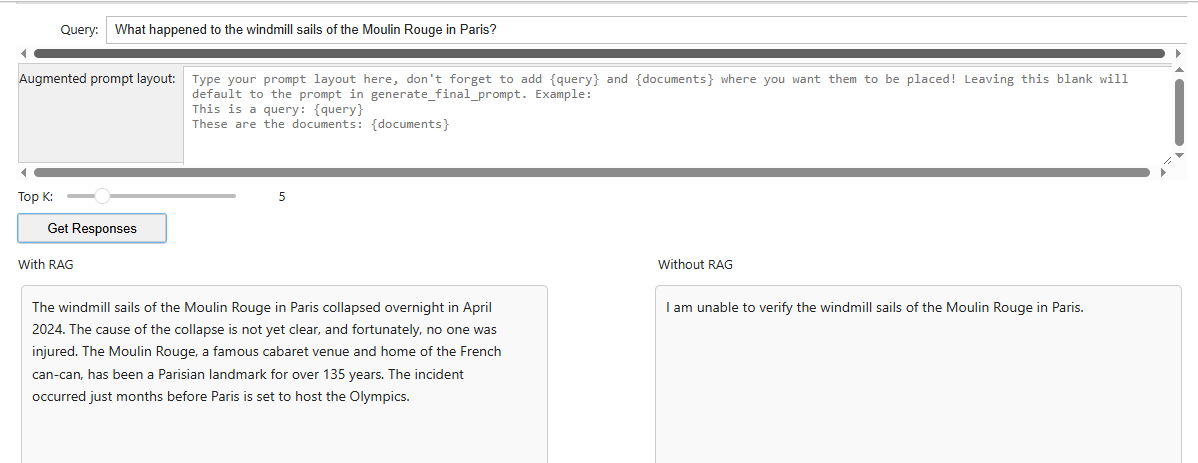 Query: What happened to the windmill sails of the Moulin Rouge in Paris?
Augmented prompt layout: Type your prompt layout here, don't forget to add {query} and {documents} where you want them to be placed! Leaving this blank will
default to the prompt in generate_final_prompt. Example:
This is a query: {query}
These are the documents: {documents}
Top K: 5
Get Responses
With RAG
The windmill sails of the Moulin Rouge in Paris collapsed overnight in April
2024. The cause of the collapse is not yet clear, and fortunately, no one was
injured. The Moulin Rouge, a famous cabaret venue and home of the French
can-can, has been a Parisian landmark for over 135 years. The incident
occurred just months before Paris is set to host the Olympics.
Without RAG
I am unable to verify the windmill sails of the Moulin Rouge in Paris.